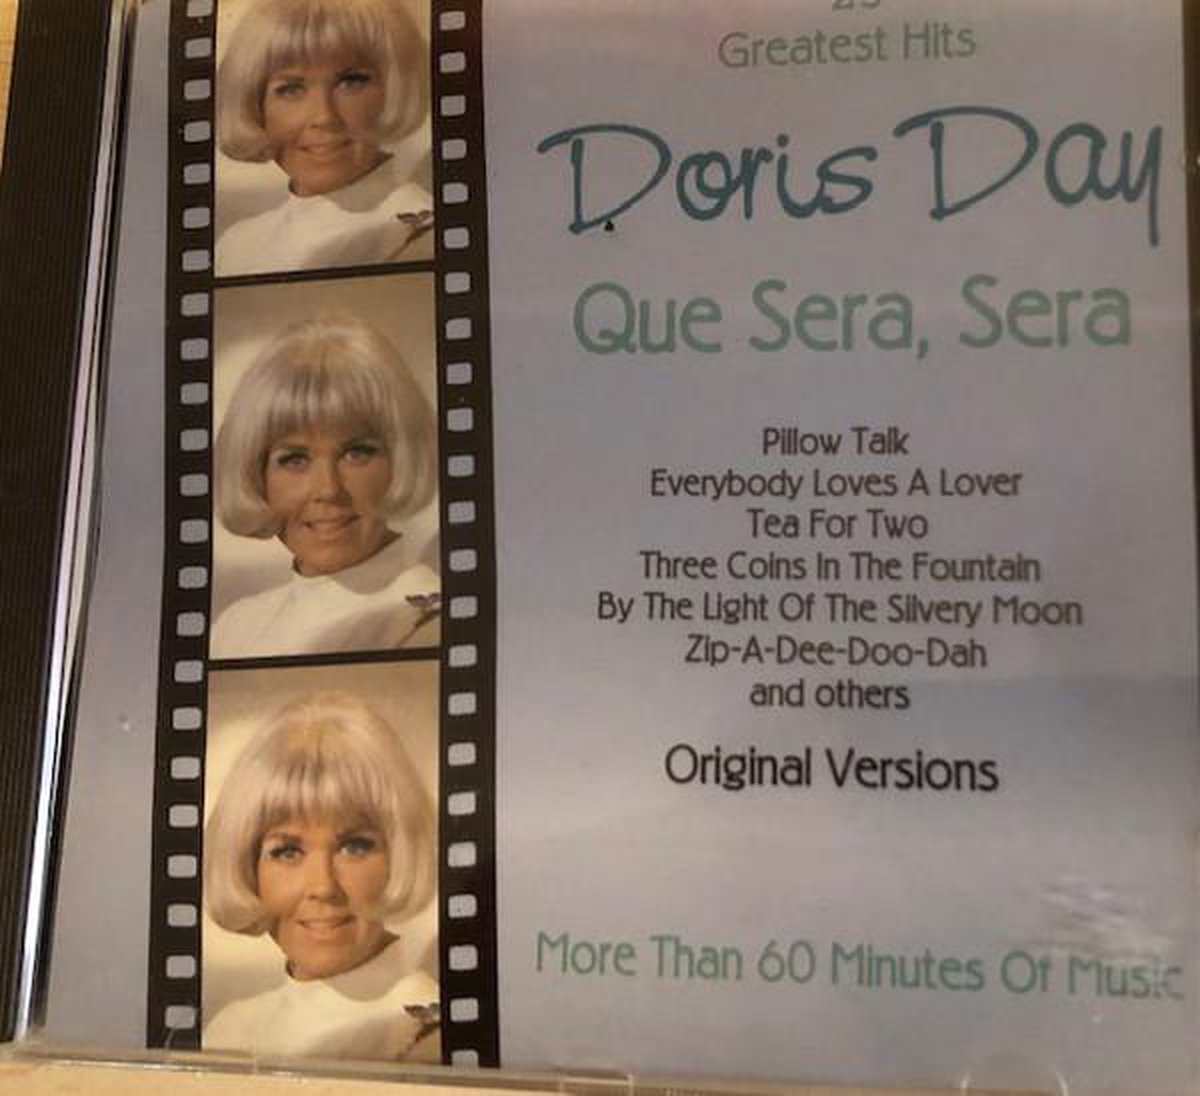 Greatest Hits
Doris Day
Que Sera, Sera
Pillow Talk
Everybody Loves A Lover
Tea For Two
Three Coins In The Fountain
By The Light Of The Silvery Moon
Zip-A-Dee-Doo-Dah
and others
Original Versions
More Than 60 Minutes Of Music